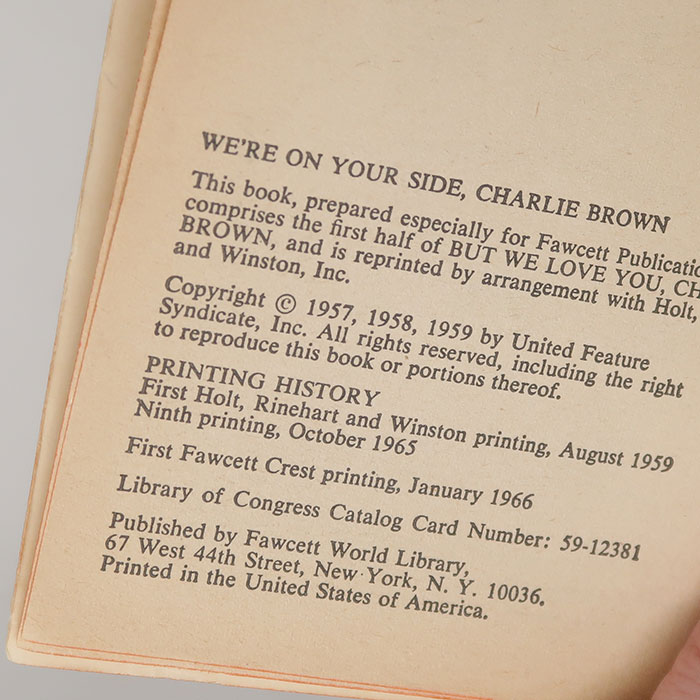 WE'RE ON YOUR SIDE, CHARLIE BROWN
This book, prepared especially for Fawcett
comprises the first half of BUT WE LOVE YOU,
BROWN, and is reprinted by arrangement with Holt,
and Winston, Inc.
Copyright © 1957, 1958, 1959 by United Feature
Syndicate, Inc. All rights reserved, including the right
to reproduce this book or portions thereof.
PRINTING HISTORY
First Holt, Rinehart and Winston printing, August 1959
Ninth printing, October 1965
First Fawcett Crest printing, January 1966
Library of Congress Catalog Card Number: 59-12381
Published by Fawcett World Library,
67 West 44th Street, New York, N. Y. 10036.
Printed in the United States of America.